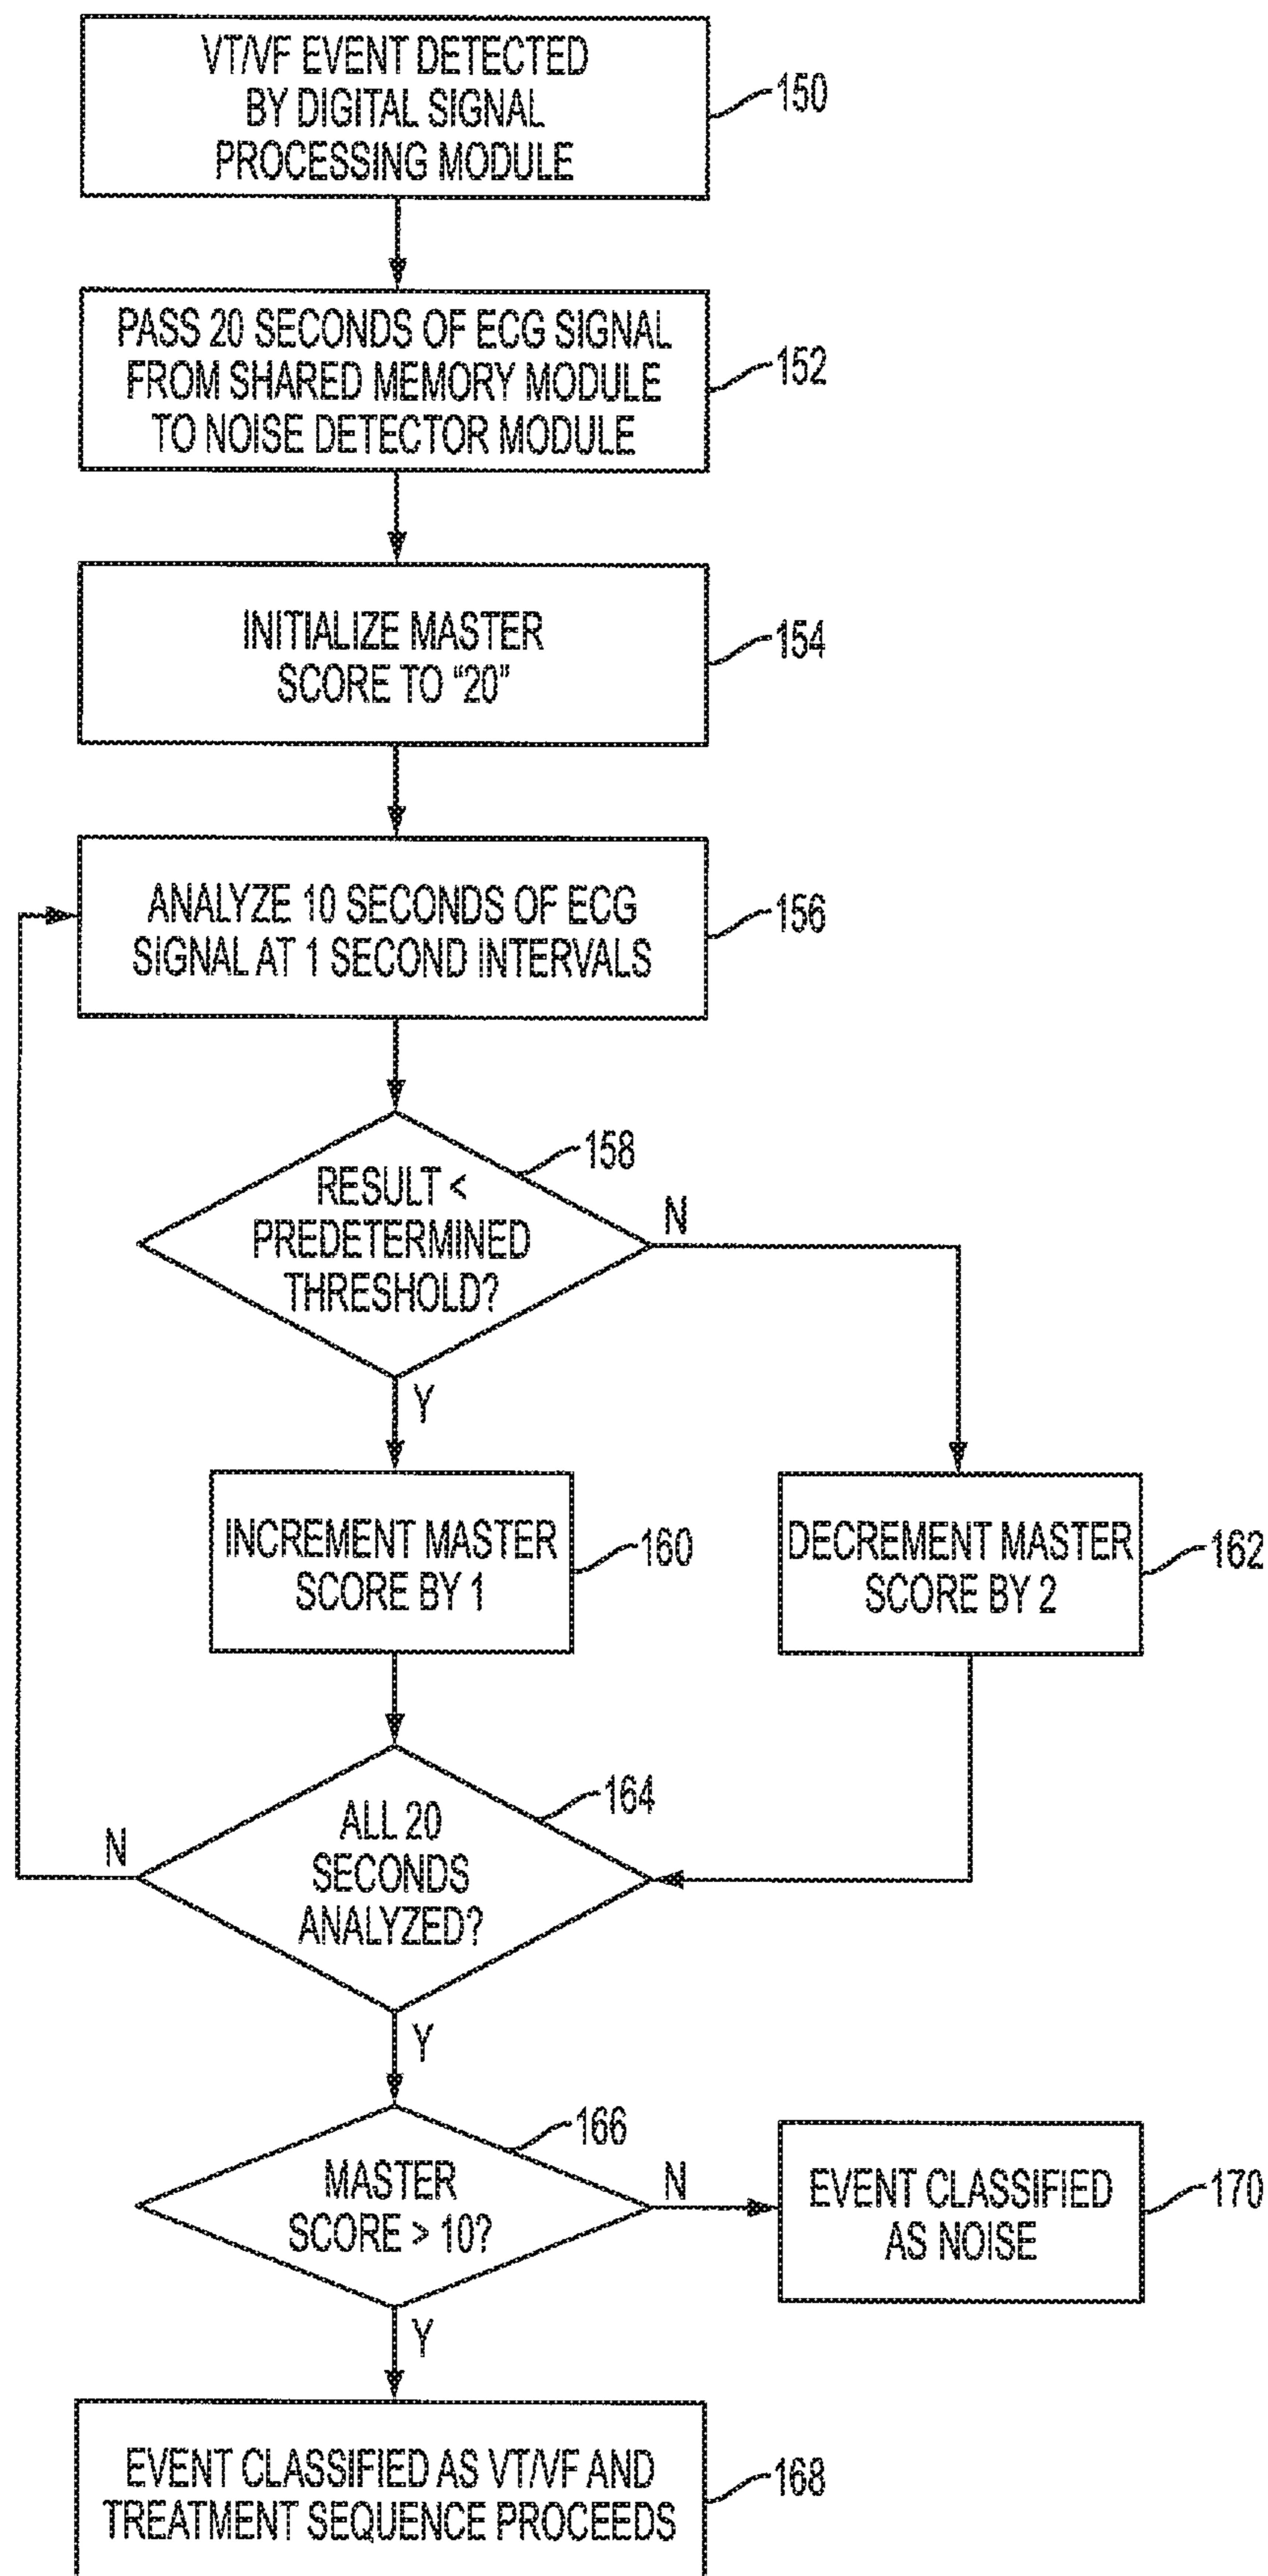 VT/VF EVENT DETECTED
BY DIGITAL SIGNAL
PROCESSING MODULE
150
PASS 20 SECONDS OF ECG SIGNAL
FROM SHARED MEMORY MODULE
TO NOISE DETECTOR MODULE
152
INITIALIZE MASTER
SCORE TO “20”
154
ANALYZE 10 SECONDS OF ECG
SIGNAL AT 1 SECOND INTERVALS
156
158
RESULT <
PREDETERMINED
THRESHOLD?
N
Y
INCREMENT MASTER
SCORE BY 1
160
DECREMENT MASTER
SCORE BY 2
162
164
ALL 20
SECONDS
ANALYZED?
N
Y
166
MASTER
SCORE > 10?
N
EVENT CLASSIFIED
AS NOISE
170
Y
EVENT CLASSIFIED AS VT/VF AND
TREATMENT SEQUENCE PROCEEDS
168